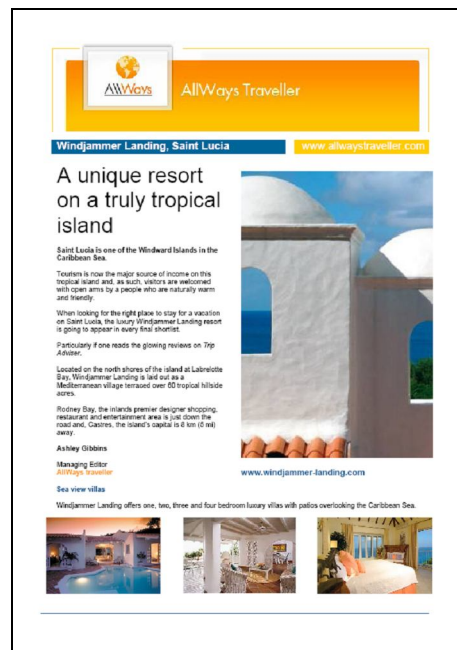 AllWays
AllWays Traveller
Windjammer Landing, Saint Lucia
www.allwaystraveller.com
A unique resort
on a truly tropical
island
Saint Lucia is one of the Windward Islands in the
Caribbean Sea.
Tourism is now the major source of income on this
tropical island and, as such, visitors are welcomed
with open arms by a people who are naturally warm
and friendly.
When looking for the right place to stay for a vacation
on Saint Lucia, the luxury Windjammer Landing resort
is going to appear in every final shortlist.
Particularly if one reads the glowing reviews on Trip
Adviser.
Located on the north shores of the island at Labrelotte
Bay, Windjammer Landing is laid out as a
Mediterranean village terraced over 60 tropical hillside
acres.
Rodney Bay, the inlands premier designer shopping,
restaurant and entertainment area is just down the
road and, Castres, the island's capital is 8 km (5 mi)
away.
Ashley Gibbins
Managing Editor
AllWays traveller
www.windjammer-landing.com
Sea view villas
Windjammer Landing offers one, two, three and four bedroom luxury villas with patios overlooking the Caribbean Sea.